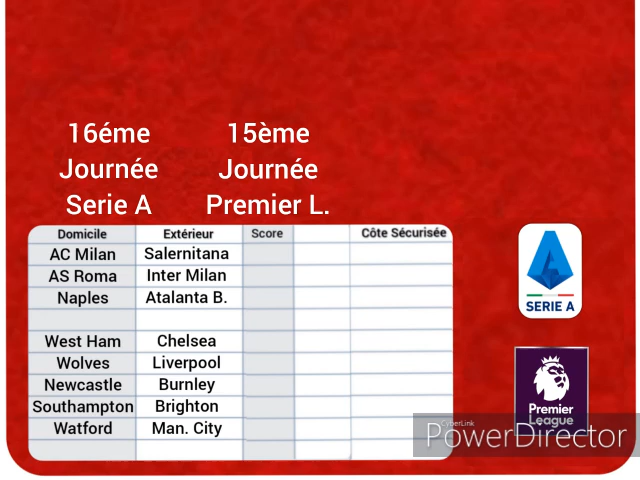 16éme 15ème
Journée Journée
Serie A Premier L.
Domicile Extérieur Score Côte Sécurisée
AC Milan Salernitana
AS Roma Inter Milan
Naples Atalanta B.
West Ham Chelsea
Wolves Liverpool
Newcastle Burnley
Southampton Brighton
Watford Man. City
SERIE A
Premier
League
CyberLink
PowerDirector